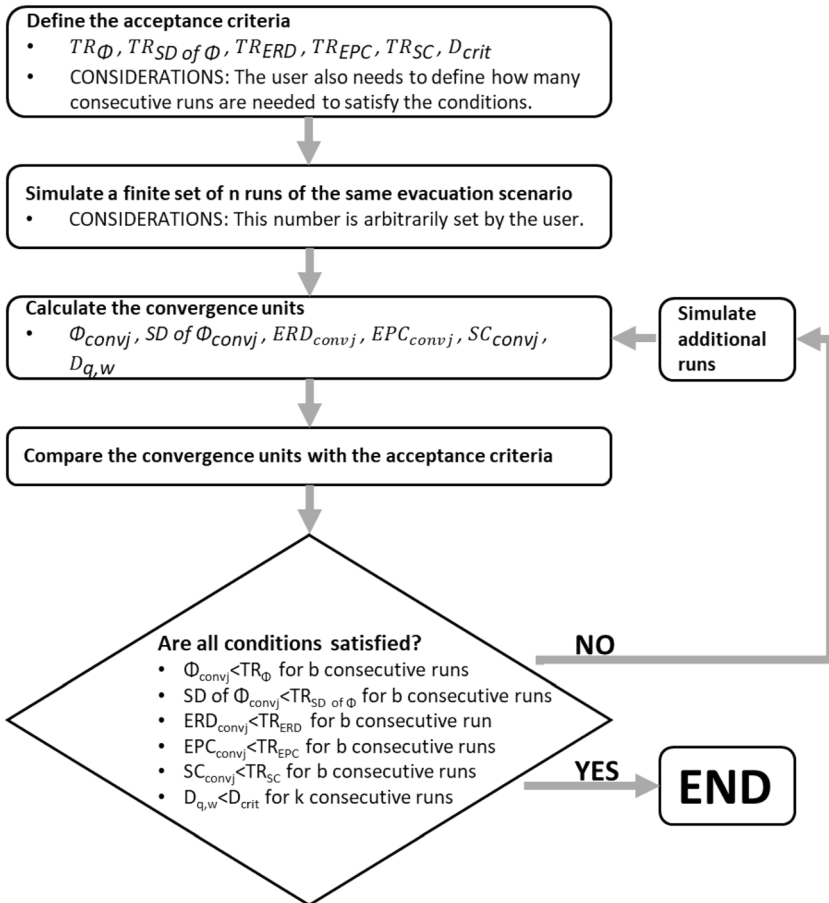 Define the acceptance criteria
• TR_Φ, TR_SD of Φ, TR_ERD, TR_EPC, TR_SC, D_crit
• CONSIDERATIONS: The user also needs to define how many
consecutive runs are needed to satisfy the conditions.
Simulate a finite set of n runs of the same evacuation scenario
• CONSIDERATIONS: This number is arbitrarily set by the user.
Calculate the convergence units
• Φ_convj, SD of Φ_convj, ERD_convj, EPC_convj, SC_convj,
D_q,w
Simulate
additional
runs
Compare the convergence units with the acceptance criteria
Are all conditions satisfied?
• Φ_convj<TR_Φ for b consecutive runs
• SD of Φ_convj<TR_SD of Φ for b consecutive runs
• ERD_convj<TR_ERD for b consecutive run
• EPC_convj<TR_EPC for b consecutive runs
• SC_convj<TR_SC for b consecutive runs
• D_q,w<D_crit for k consecutive runs
NO
YES
END